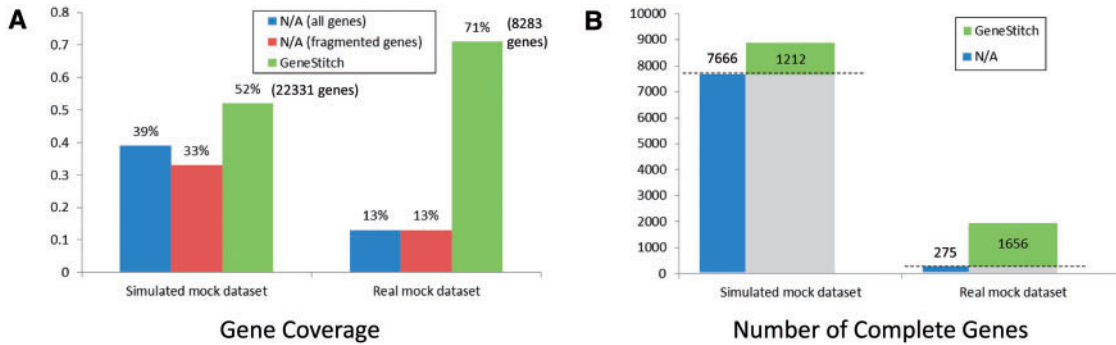 A
0.8
0.7
0.6
0.5
0.4
0.3
0.2
0.1
0
N/A (all genes)
N/A (fragmented genes)
GeneStitch
39%
33%
52%
(22331 genes)
13%
13%
71%
(8283
genes)
Simulated mock dataset
Real mock dataset
Gene Coverage
B
10000
9000
8000
7000
6000
5000
4000
3000
2000
1000
0
GeneStitch
N/A
7666
1212
275
1656
Simulated mock dataset
Real mock dataset
Number of Complete Genes